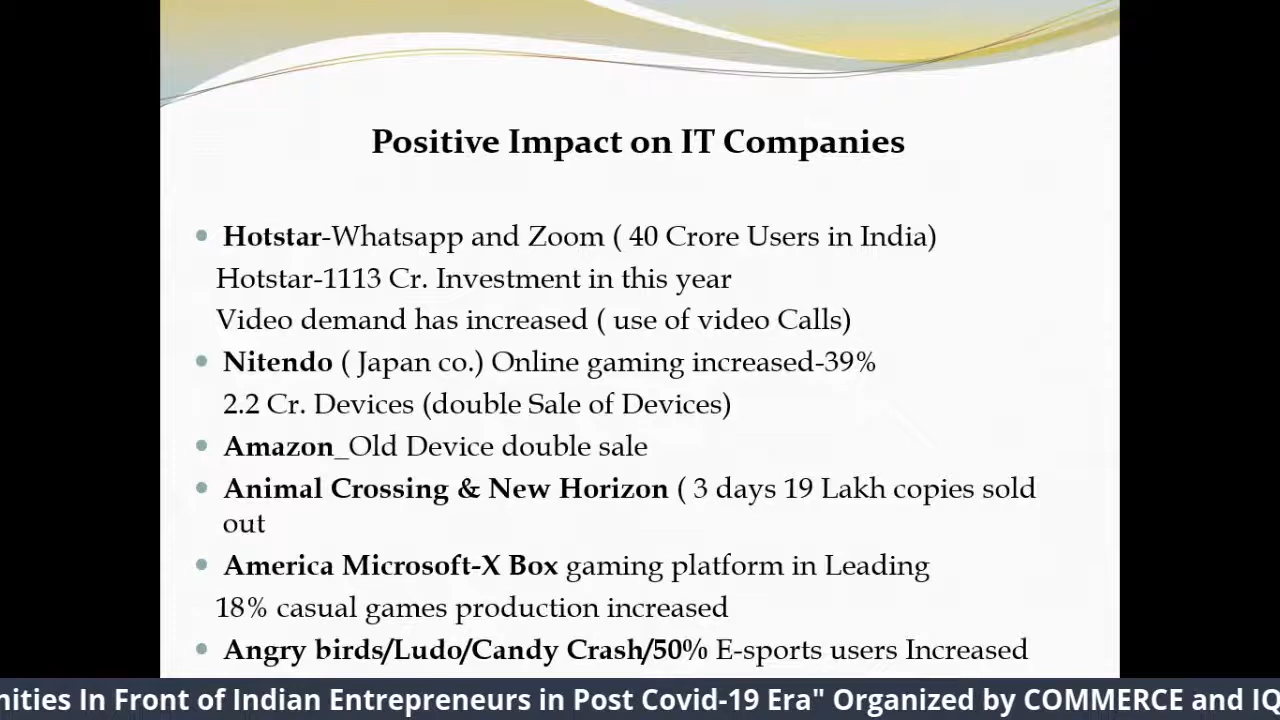 Positive Impact on IT Companies
Hotstar-Whatsapp and Zoom ( 40 Crore Users in India)
Hotstar-1113 Cr. Investment in this year
Video demand has increased ( use of video Calls)
Nitendo ( Japan co.) Online gaming increased-39%
2.2 Cr. Devices (double Sale of Devices)
Amazon_Old Device double sale
Animal Crossing & New Horizon ( 3 days 19 Lakh copies sold
out
America Microsoft-X Box gaming platform in Leading
18% casual games production increased
Angry birds/Ludo/Candy Crash/50% E-sports users Increased
nities In Front of Indian Entrepreneurs in Post Covid-19 Era" Organized by COMMERCE and IQ